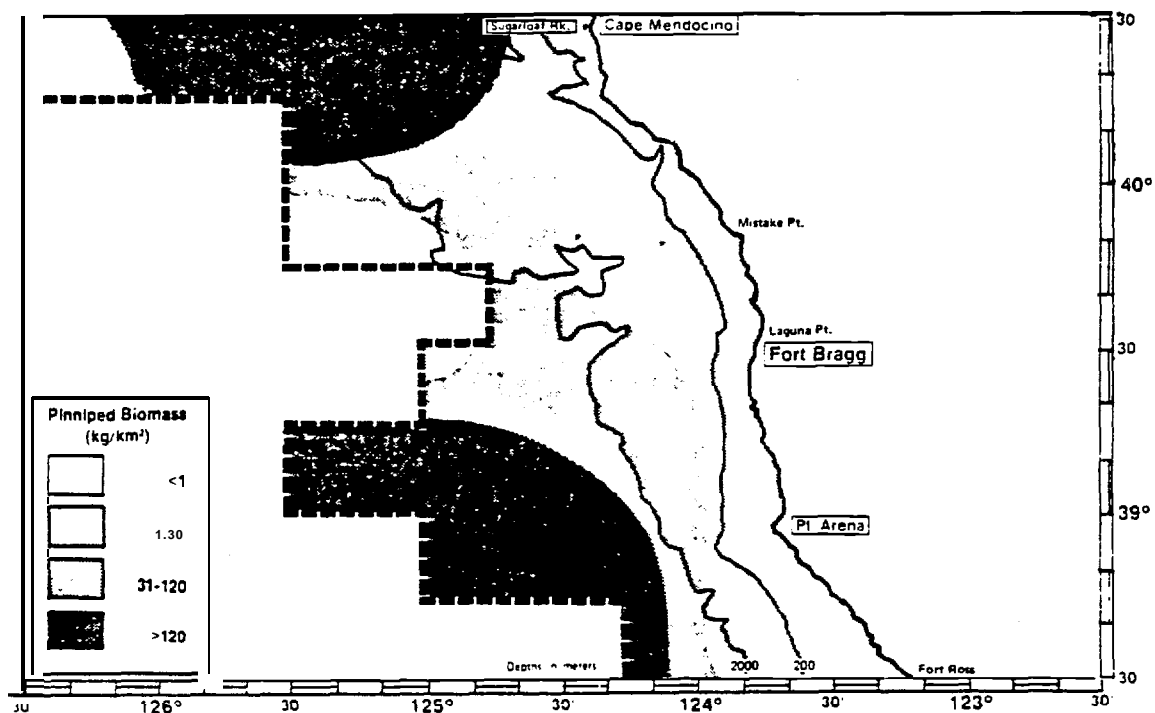 Sugarloaf Rk. Cape Mendocino
30
40°
Mistake Pt.
Laguna Pt.
Fort Bragg
30
Pinniped Biomass
(kg/km²)
<1
1.30
31-120
>120
39°
Pt. Arena
Depths in meters
2000
200
Fort Ross
30
30
126°
30
125°
30
124°
30
123°
30